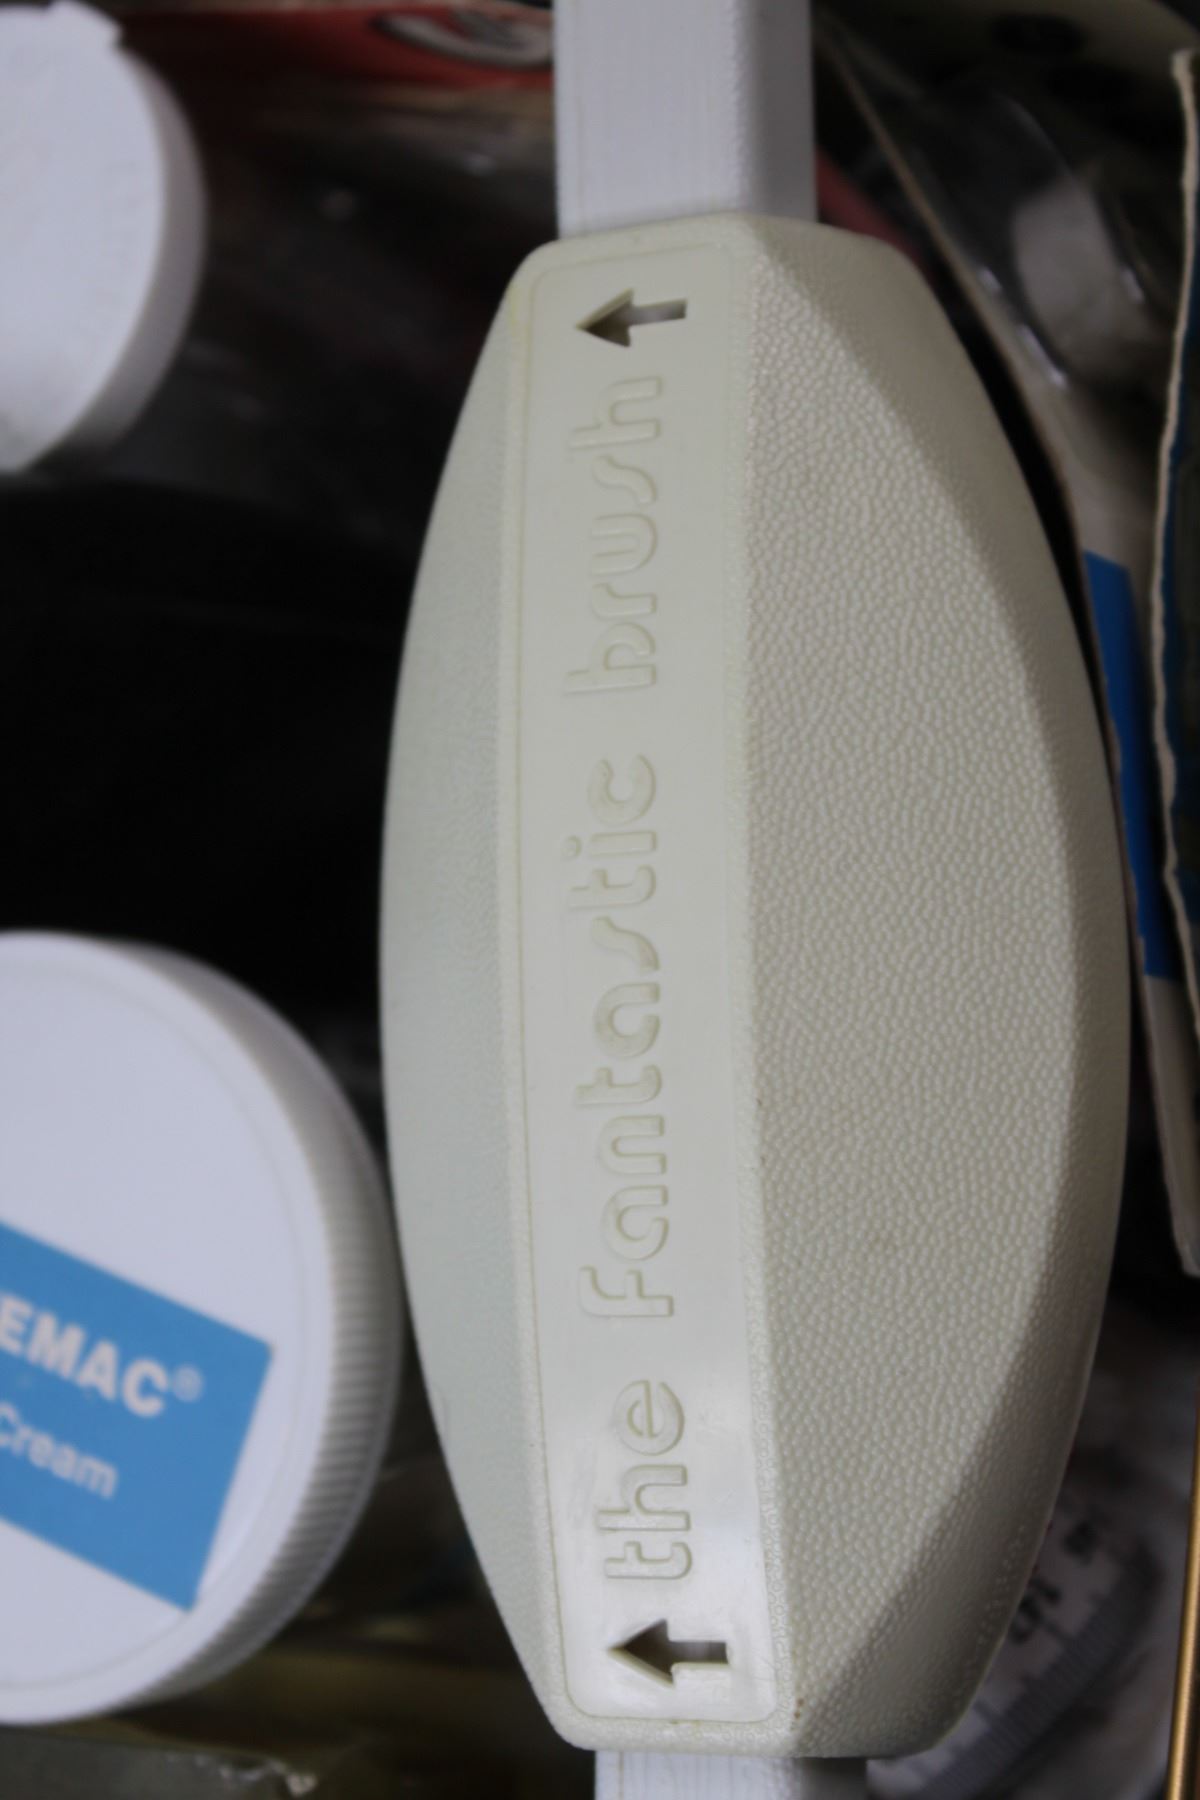 the fantastic brush
EMAC®
Cream